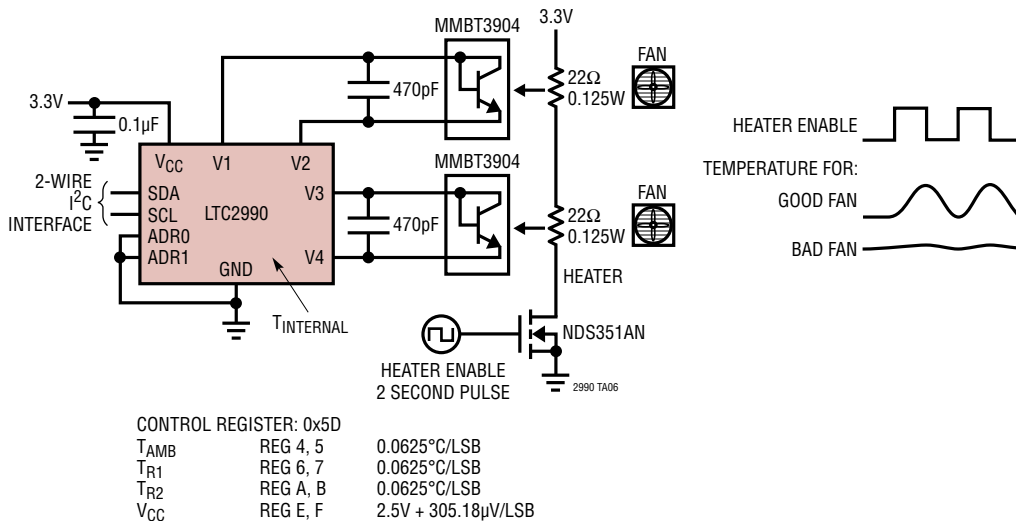 MMBT3904
3.3V
FAN
22Ω
0.125W
470pF
3.3V
0.1µF
HEATER ENABLE
TEMPERATURE FOR:
GOOD FAN
BAD FAN
VCC
V1
V2
MMBT3904
2-WIRE
I2C
INTERFACE
SDA
SCL
ADR0
ADR1
LTC2990
V3
V4
GND
470pF
FAN
22Ω
0.125W
HEATER
TINTERNAL
NDS351AN
HEATER ENABLE
2 SECOND PULSE
2990 TA06
CONTROL REGISTER: 0x5D
TAMB REG 4, 5 0.0625°C/LSB
TR1 REG 6, 7 0.0625°C/LSB
TR2 REG A, B 0.0625°C/LSB
VCC REG E, F 2.5V + 305.18µV/LSB